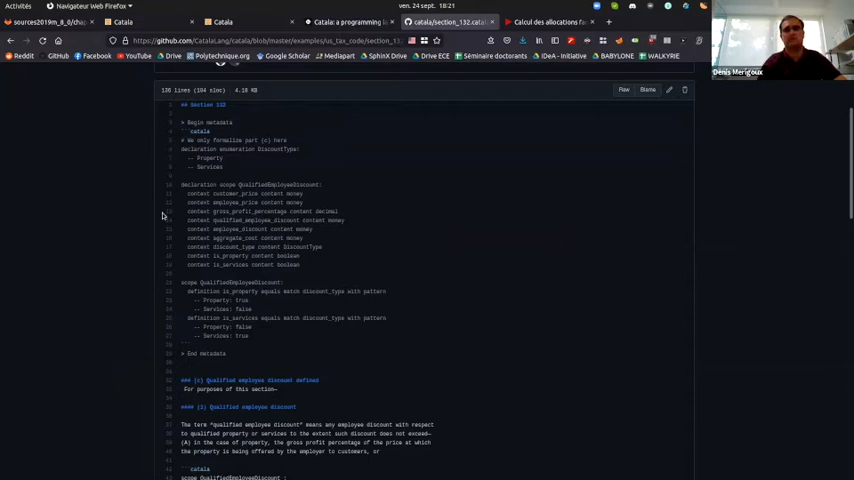 Activités
Navigateur Web Firefox
ven. 24 sept. 18:21
sources2019m_8_0/chap
Catala
Catala
Catala: a programming l
catala/section_132.catal
Calcul des allocations fa
https://github.com/CatalaLang/catala/blob/master/examples/us_tax_code/section_13
Reddit
GitHub
Facebook
YouTube
Drive
Polytechnique.org
Google Scholar
Mediapart
SphinX Drive
Drive ECE
Séminaire doctorants
IDeA - Initiative
BABYLONE
WALKYRIE
Denis Merigoux
136 lines (104 sloc)
4.18 KB
Raw
Blame
## Section 132
> Begin metadata
```catala
# We only formalize part (c) here
declaration enumeration DiscountType:
-- Property
-- Services
declaration scope QualifiedEmployeeDiscount:
context customer_price content money
context employee_price content money
context gross_profit_percentage content decimal
context qualified_employee_discount content money
context employee_discount content money
context aggregate_cost content money
context discount_type content DiscountType
context is_property content boolean
context is_services content boolean
scope QualifiedEmployeeDiscount:
definition is_property equals match discount_type with pattern
-- Property: true
-- Services: false
definition is_services equals match discount_type with pattern
-- Property: false
-- Services: true
```
> End metadata
### (c) Qualified employee discount defined
For purposes of this section—
#### (1) Qualified employee discount
The term “qualified employee discount” means any employee discount with respect
to qualified property or services to the extent such discount does not exceed—
(A) in the case of property, the gross profit percentage of the price at which
the property is being offered by the employer to customers, or
```catala
scope QualifiedEmployeeDiscount :